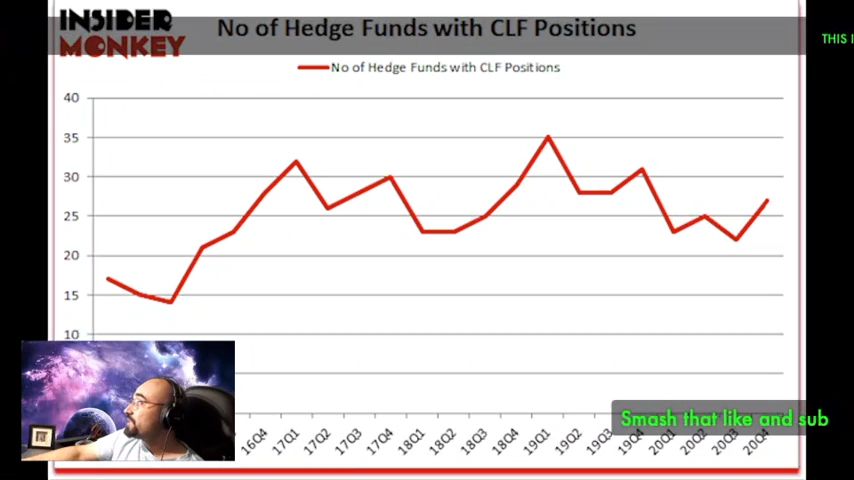 INSIDER
MONKEY
No of Hedge Funds with CLF Positions
THIS I
No of Hedge Funds with CLF Positions
40
35
30
25
20
15
10
16Q4 17Q1 17Q2 17Q3 17Q4 18Q1 18Q2 18Q3 18Q4 19Q1 19Q2 19Q3 19Q4 20Q1 20Q2 20Q3 20Q4
Smash that like and sub